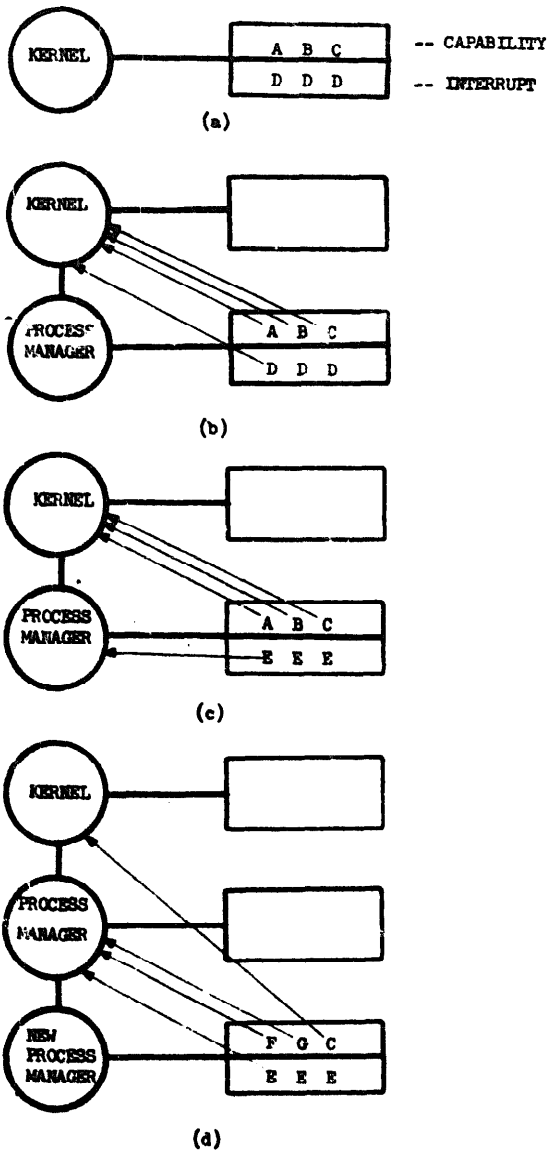 KERNEL
A B C -- CAPABILITY
D D D -- INTERRUPT
(a)
KERNEL
PROCESS
MANAGER
A B C
D D D
(b)
KERNEL
PROCESS
MANAGER
A B C
E E E
(c)
KERNEL
PROCESS
MANAGER
NEW
PROCESS
MANAGER
F G C
E E E
(d)